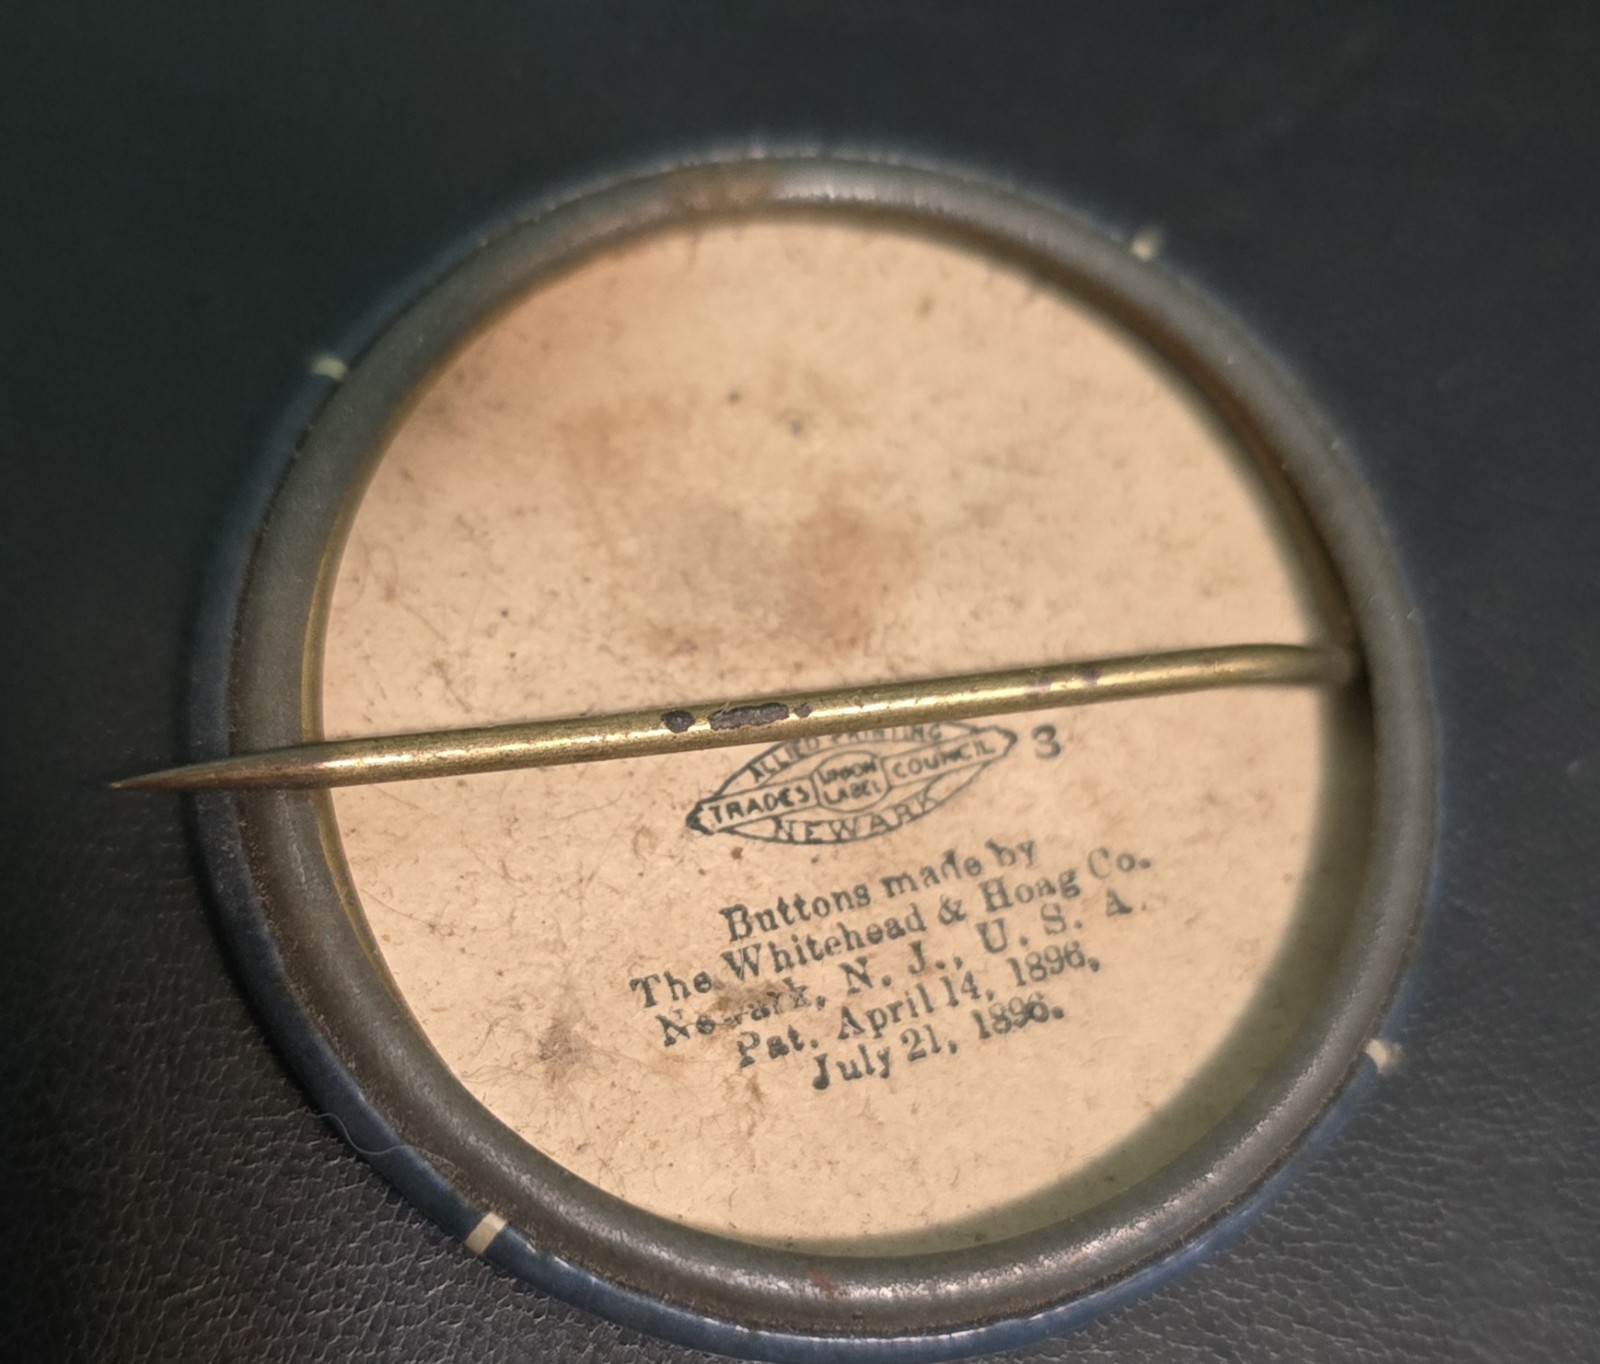 ALLIED PRINTING
TRADES UNION LABEL COUNCIL 3
NEWARK
Buttons made by
The Whitehead & Hoag Co.
Newark, N. J., U. S. A.
Pat. April 14, 1896,
July 21, 1896.